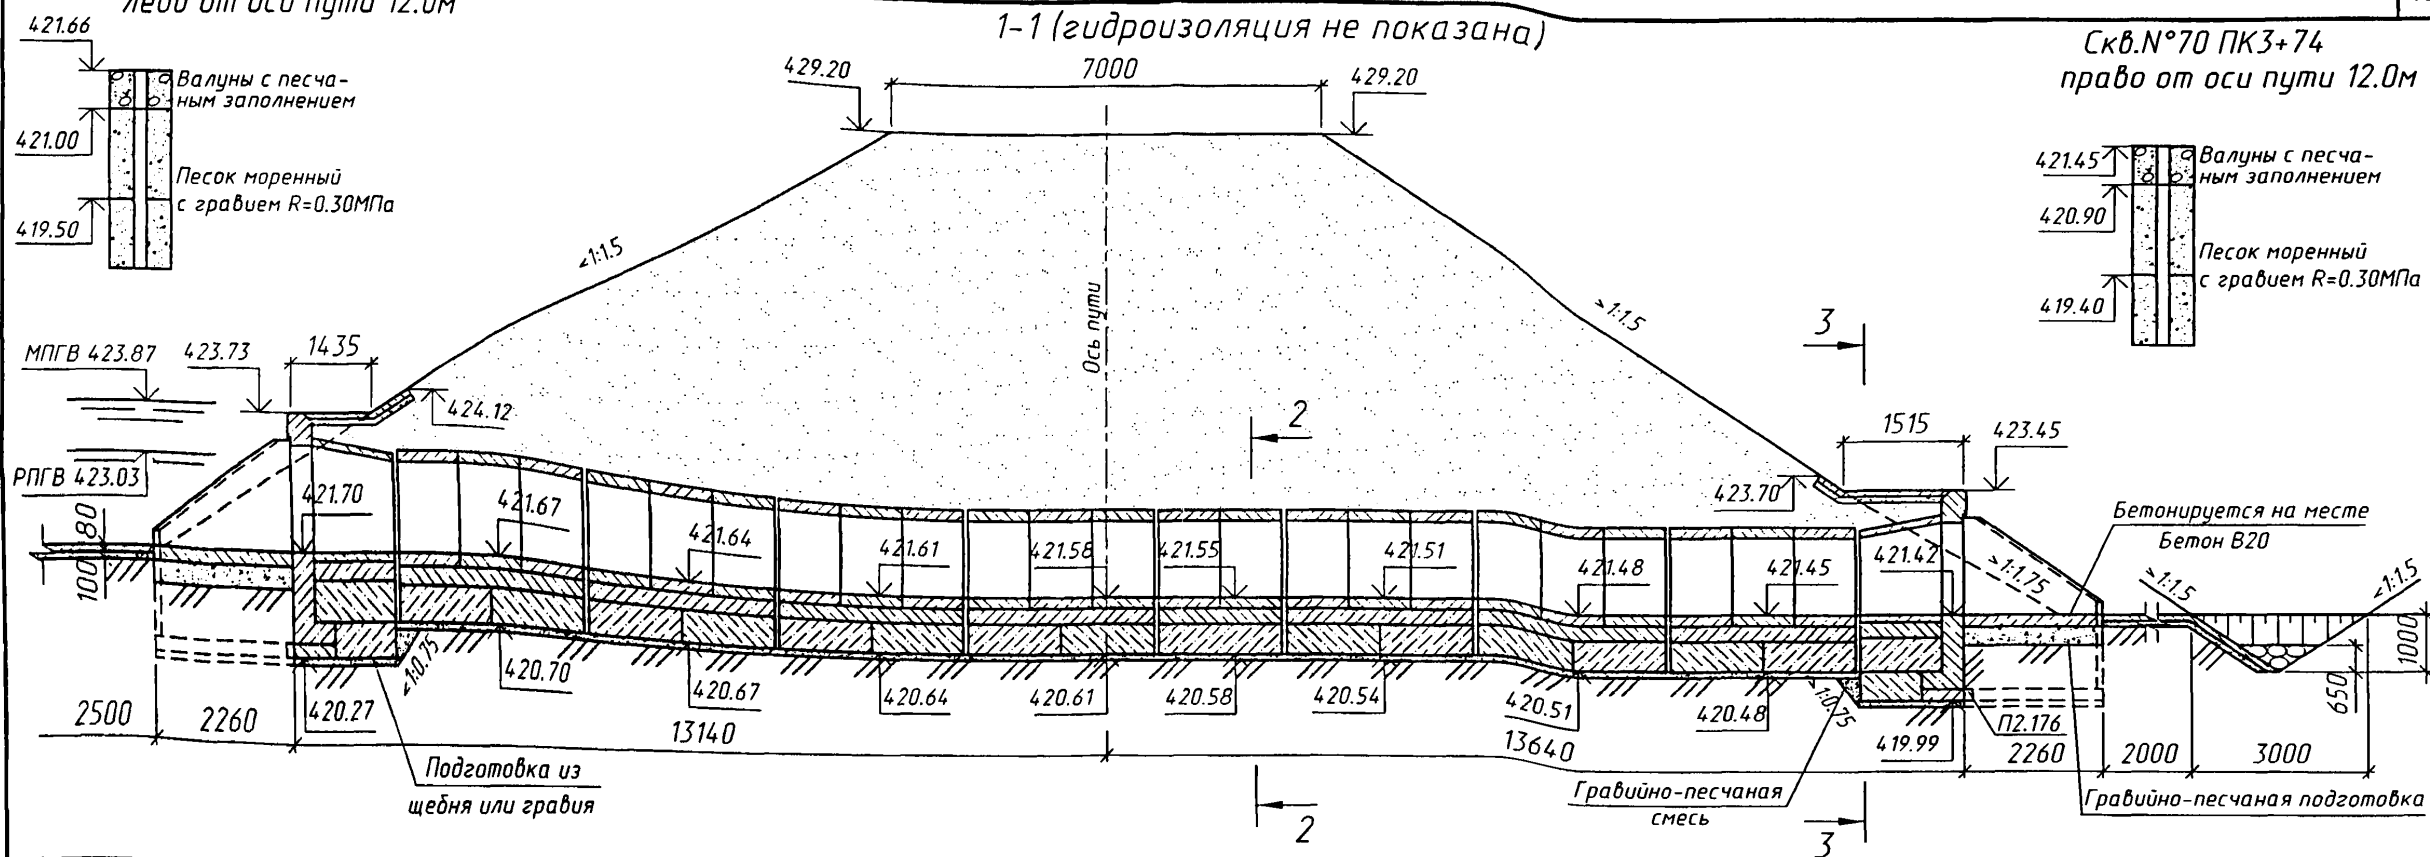 лево от оси пути 12.0м
1-1 (гидроизоляция не показана)
Скв.N°70 ПК3+74
право от оси пути 12.0м
421.66
Валуны с песча-
ным заполнением
421.00
Песок моренный
с гравием R=0.30МПа
419.50
429.20
7000
429.20
421.45
Валуны с песча-
ным заполнением
420.90
Песок моренный
с гравием R=0.30МПа
419.40
<1:1.5
Ось пути
>1:1.5
3
МПГВ 423.87
423.73
1435
424.12
2
1515
423.45
РПГВ 423.03
423.70
Бетонируется на месте
Бетон В20
100
80
421.70
421.67
421.64
421.61
421.58
421.55
421.51
421.48
421.45
421.42
>1:1.75
>1:1.5
<1:1.5
1000
650
<1:0.75
1:0.75
420.27
420.70
420.67
420.64
420.61
420.58
420.54
420.51
420.48
419.99
П2.176
2500
2260
13140
13640
2260
2000
3000
Подготовка из
щебня или гравия
Гравийно-песчаная
смесь
Гравийно-песчаная подготовка
2
3